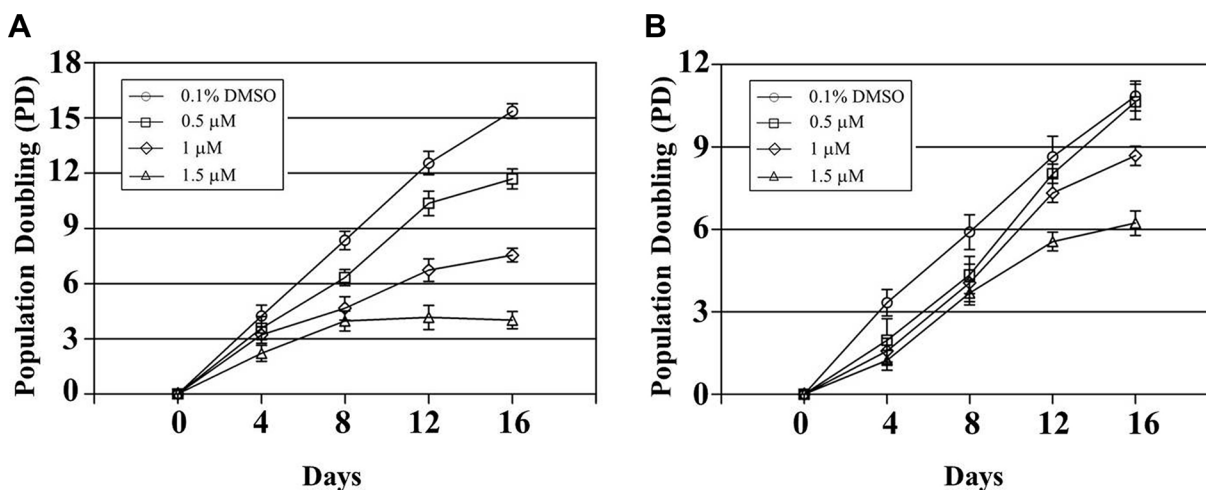 A
Population Doubling (PD)
18
15
12
9
6
3
0
0.1% DMSO
0.5 µM
1 µM
1.5 µM
0 4 8 12 16
Days
B
Population Doubling (PD)
12
9
6
3
0
0.1% DMSO
0.5 µM
1 µM
1.5 µM
0 4 8 12 16
Days